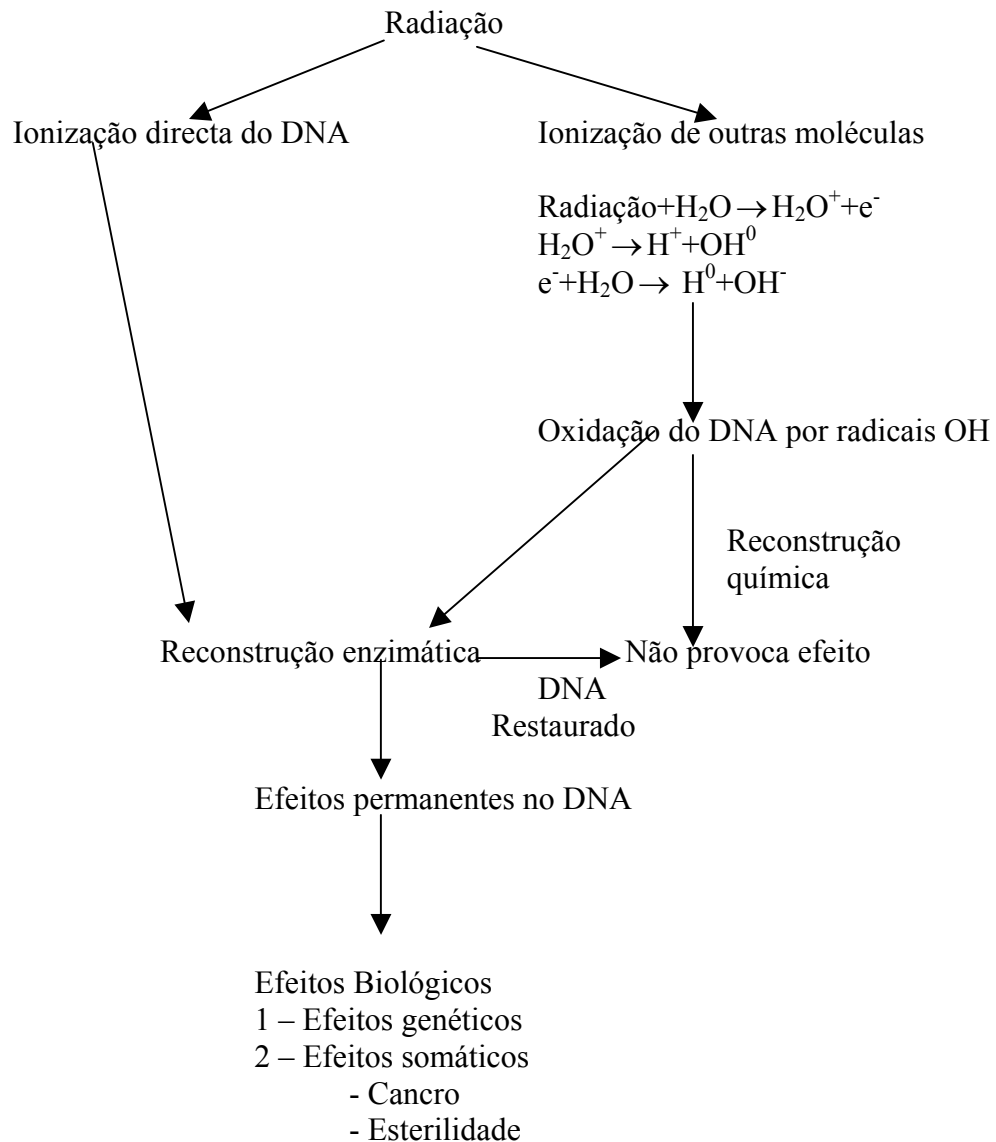 Radiação
Ionização directa do DNA
Ionização de outras moléculas
Radiação+H₂O → H₂O⁺+e⁻
H₂O⁺ → H⁺+OH⁰
e⁻+H₂O → H⁰+OH⁻
Oxidação do DNA por radicais OH
Reconstrução
química
Reconstrução enzimática
Não provoca efeito
DNA
Restaurado
Efeitos permanentes no DNA
Efeitos Biológicos
1 – Efeitos genéticos
2 – Efeitos somáticos
- Cancro
- Esterilidade